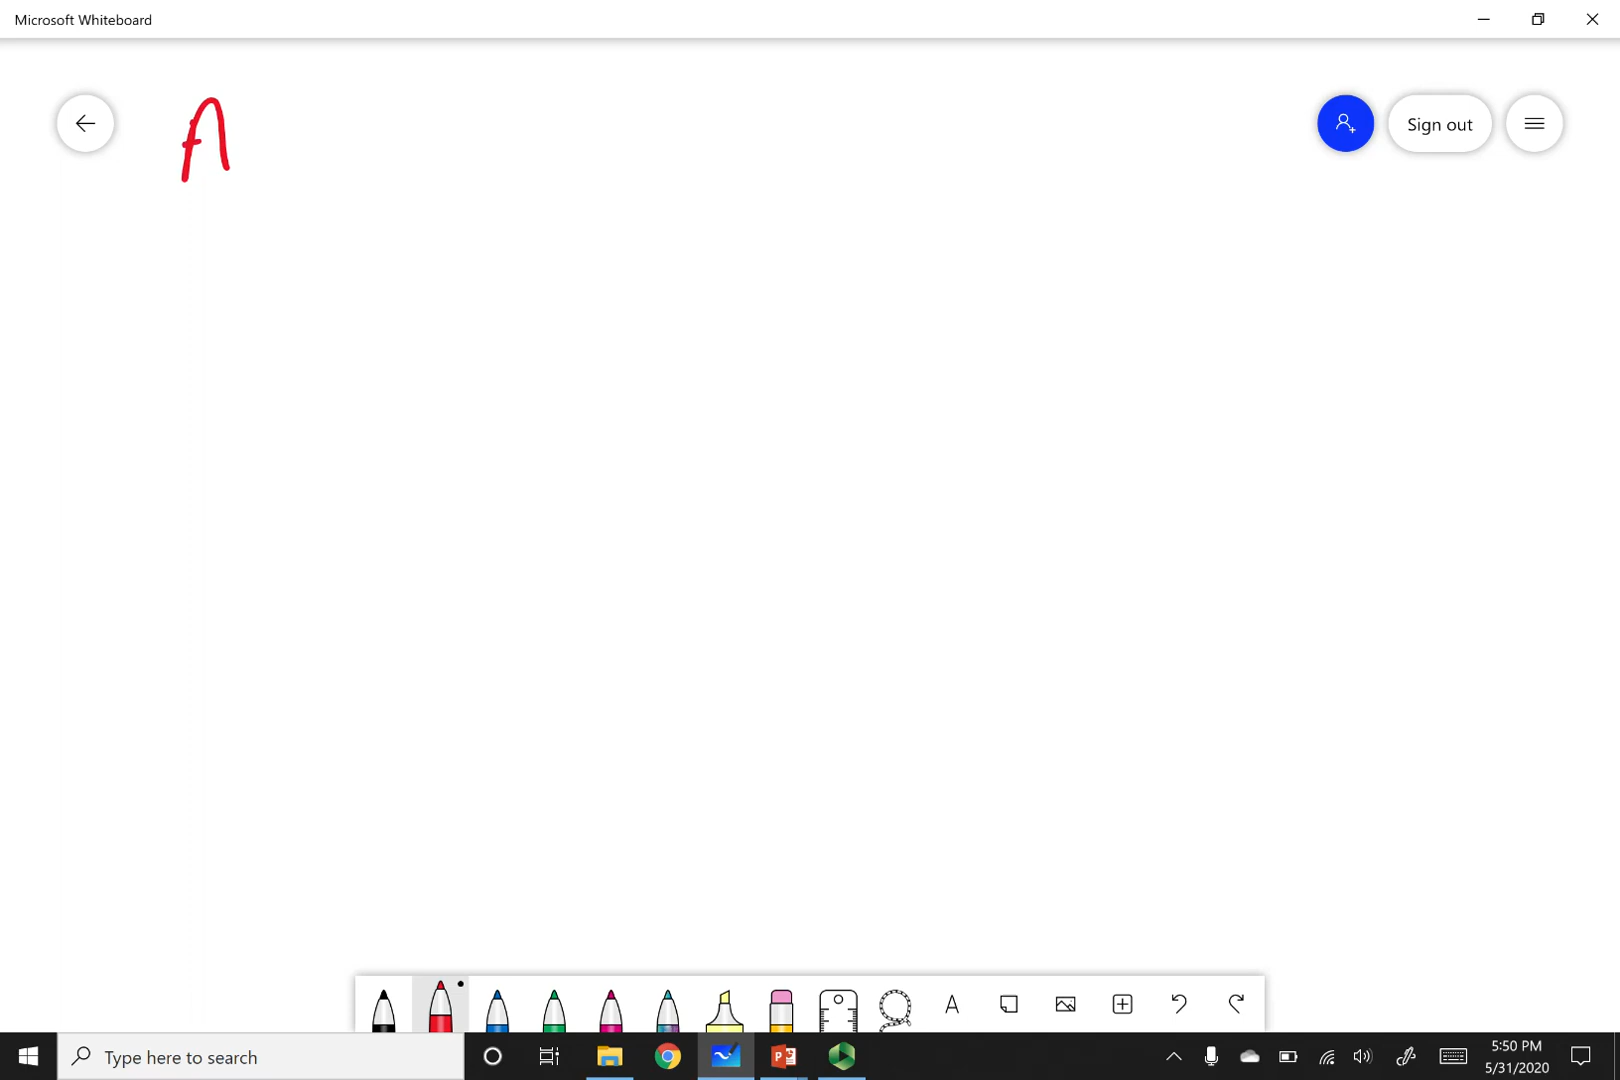 Microsoft Whiteboard
A
Sign out
A
Type here to search
5:50 PM
5/31/2020